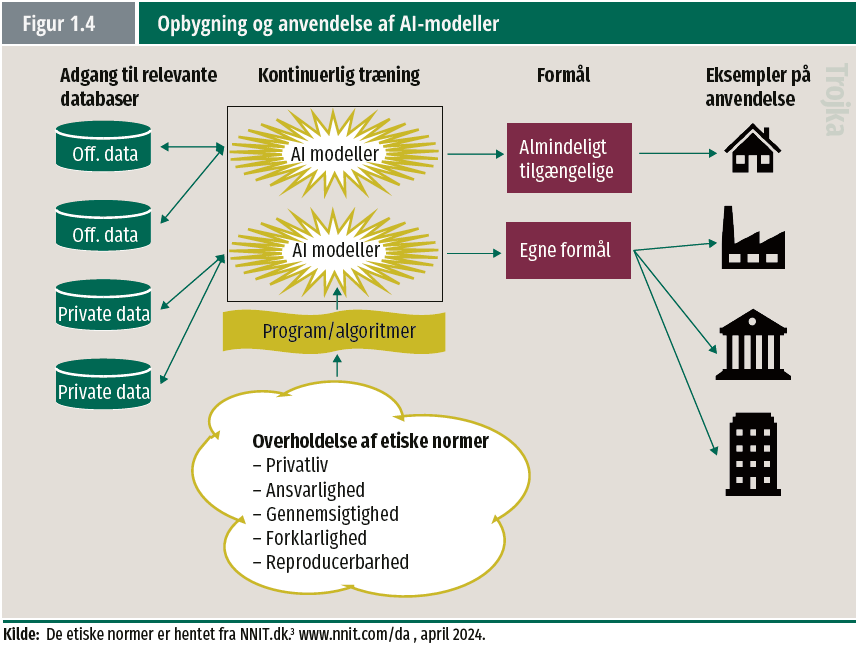 Figur 1.4
Opbygning og anvendelse af AI-modeller
Adgang til relevante
databaser
Kontinuerlig træning
Formål
Eksempler på
anvendelse
Trojka
Off. data
AI modeller
Almindeligt
tilgængelige
Off. data
AI modeller
Egne formål
Private data
Program/algoritmer
Private data
Overholdelse af etiske normer
– Privatliv
– Ansvarlighed
– Gennemsigtighed
– Forklarlighed
– Reproducerbarhed
Kilde: De etiske normer er hentet fra NNIT.dk.³ www.nnit.com/da , april 2024.